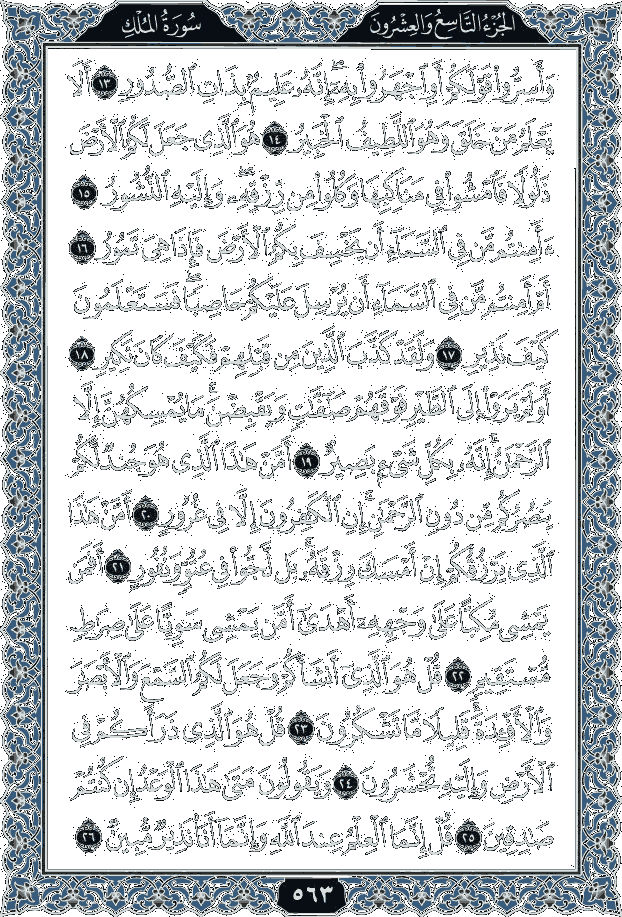 الجزء التاسع والعشرون
سورة الملك
وَأَسِرُّوا۟ قَوْلَكُمْ أَوِ ٱجْهَرُوا۟ بِهِۦٓ ۖ إِنَّهُۥ عَلِيمٌۢ بِذَاتِ ٱلصُّدُورِ ١٣ أَلَا
يَعْلَمُ مَنْ خَلَقَ وَهُوَ ٱللَّطِيفُ ٱلْخَبِيرُ ١٤ هُوَ ٱلَّذِى جَعَلَ لَكُمُ ٱلْأَرْضَ
ذَلُولًا فَٱمْشُوا۟ فِى مَنَاكِبِهَا وَكُلُوا۟ مِن رِّزْقِهِۦ ۖ وَإِلَيْهِ ٱلنُّشُورُ ١٥
ءَأَمِنتُم مَّن فِى ٱلسَّمَآءِ أَن يَخْسِفَ بِكُمُ ٱلْأَرْضَ فَإِذَا هِىَ تَمُورُ ١٦
أَمْ أَمِنتُم مَّن فِى ٱلسَّمَآءِ أَن يُرْسِلَ عَلَيْكُمْ حَاصِبًا ۖ فَسَتَعْلَمُونَ
كَيْفَ نَذِيرِ ١٧ وَلَقَدْ كَذَّبَ ٱلَّذِينَ مِن قَبْلِهِمْ فَكَيْفَ كَانَ نَكِيرِ ١٨
أَوَلَمْ يَرَوْا۟ إِلَى ٱلطَّيْرِ فَوْقَهُمْ صَٰٓفَّٰتٍ وَيَقْبِضْنَ ۚ مَا يُمْسِكُهُنَّ إِلَّا
ٱلرَّحْمَٰنُ ۚ إِنَّهُۥ بِكُلِّ شَىْءٍۭ بَصِيرٌ ١٩ أَمَّنْ هَٰذَا ٱلَّذِى هُوَ جُندٌ لَّكُمْ
يَنصُرُكُم مِّن دُونِ ٱلرَّحْمَٰنِ ۚ إِنِ ٱلْكَٰفِرُونَ إِلَّا فِى غُرُورٍ ٢٠ أَمَّنْ هَٰذَا
ٱلَّذِى يَرْزُقُكُمْ إِنْ أَمْسَكَ رِزْقَهُۥ ۚ بَل لَّجُّوا۟ فِى عُتُوٍّ وَنُفُورٍ ٢١ أَفَمَن
يَمْشِى مُكِبًّا عَلَىٰ وَجْهِهِۦٓ أَهْدَىٰٓ أَمَّن يَمْشِى سَوِيًّا عَلَىٰ صِرَٰطٍ
مُّسْتَقِيمٍ ٢٢ قُلْ هُوَ ٱلَّذِىٓ أَنشَأَكُمْ وَجَعَلَ لَكُمُ ٱلسَّمْعَ وَٱلْأَبْصَٰرَ
وَٱلْأَفْـِٔدَةَ ۖ قَلِيلًا مَّا تَشْكُرُونَ ٢٣ قُلْ هُوَ ٱلَّذِى ذَرَأَكُمْ فِى
ٱلْأَرْضِ وَإِلَيْهِ تُحْشَرُونَ ٢٤ وَيَقُولُونَ مَتَىٰ هَٰذَا ٱلْوَعْدُ إِن كُنتُمْ
صَٰدِقِينَ ٢٥ قُلْ إِنَّمَا ٱلْعِلْمُ عِندَ ٱللَّهِ وَإِنَّمَآ أَنَا۠ نَذِيرٌ مُّبِينٌ ٢٦
٥٦٣